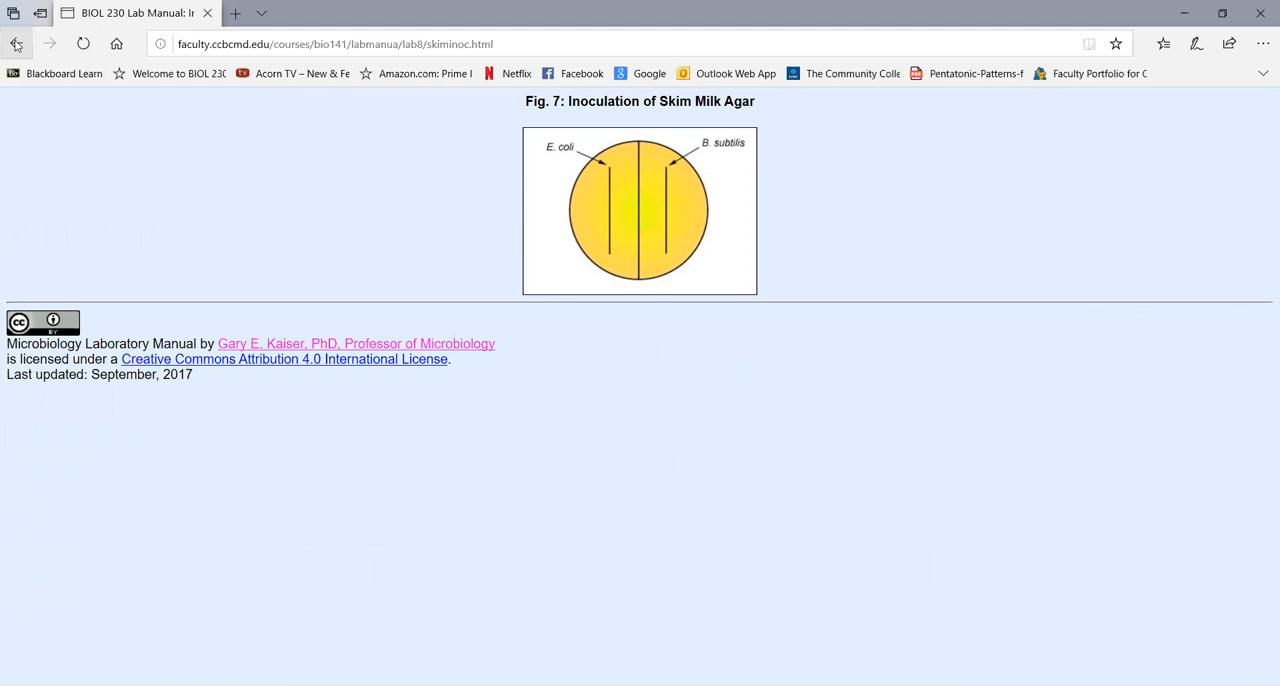 BIOL 230 Lab Manual: Ir
faculty.ccbcmd.edu/courses/bio141/labmanua/lab8/skiminoc.html
Blackboard Learn Welcome to BIOL 230 Acorn TV – New & Fe Amazon.com: Prime I Netflix Facebook Google Outlook Web App The Community Colle Pentatonic-Patterns-f Faculty Portfolio for C
Fig. 7: Inoculation of Skim Milk Agar
E. coli B. subtilis
cc BY
Microbiology Laboratory Manual by Gary E. Kaiser, PhD, Professor of Microbiology
is licensed under a Creative Commons Attribution 4.0 International License.
Last updated: September, 2017